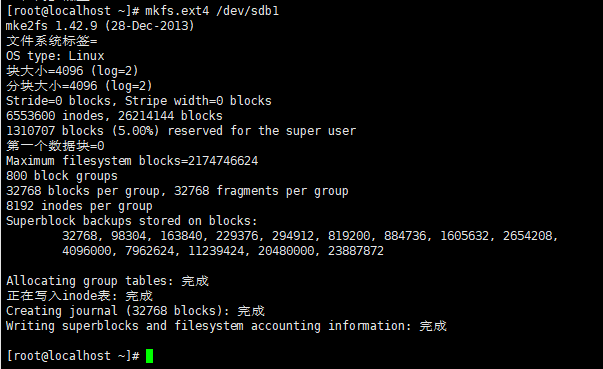 [root@localhost ~]# mkfs.ext4 /dev/sdb1
mke2fs 1.42.9 (28-Dec-2013)
文件系统标签=
OS type: Linux
块大小=4096 (log=2)
分块大小=4096 (log=2)
Stride=0 blocks, Stripe width=0 blocks
6553600 inodes, 26214144 blocks
1310707 blocks (5.00%) reserved for the super user
第一个数据块=0
Maximum filesystem blocks=2174746624
800 block groups
32768 blocks per group, 32768 fragments per group
8192 inodes per group
Superblock backups stored on blocks:
        32768, 98304, 163840, 229376, 294912, 819200, 884736, 1605632, 2654208,
        4096000, 7962624, 11239424, 20480000, 23887872

Allocating group tables: 完成
正在写入inode表: 完成
Creating journal (32768 blocks): 完成
Writing superblocks and filesystem accounting information: 完成

[root@localhost ~]#